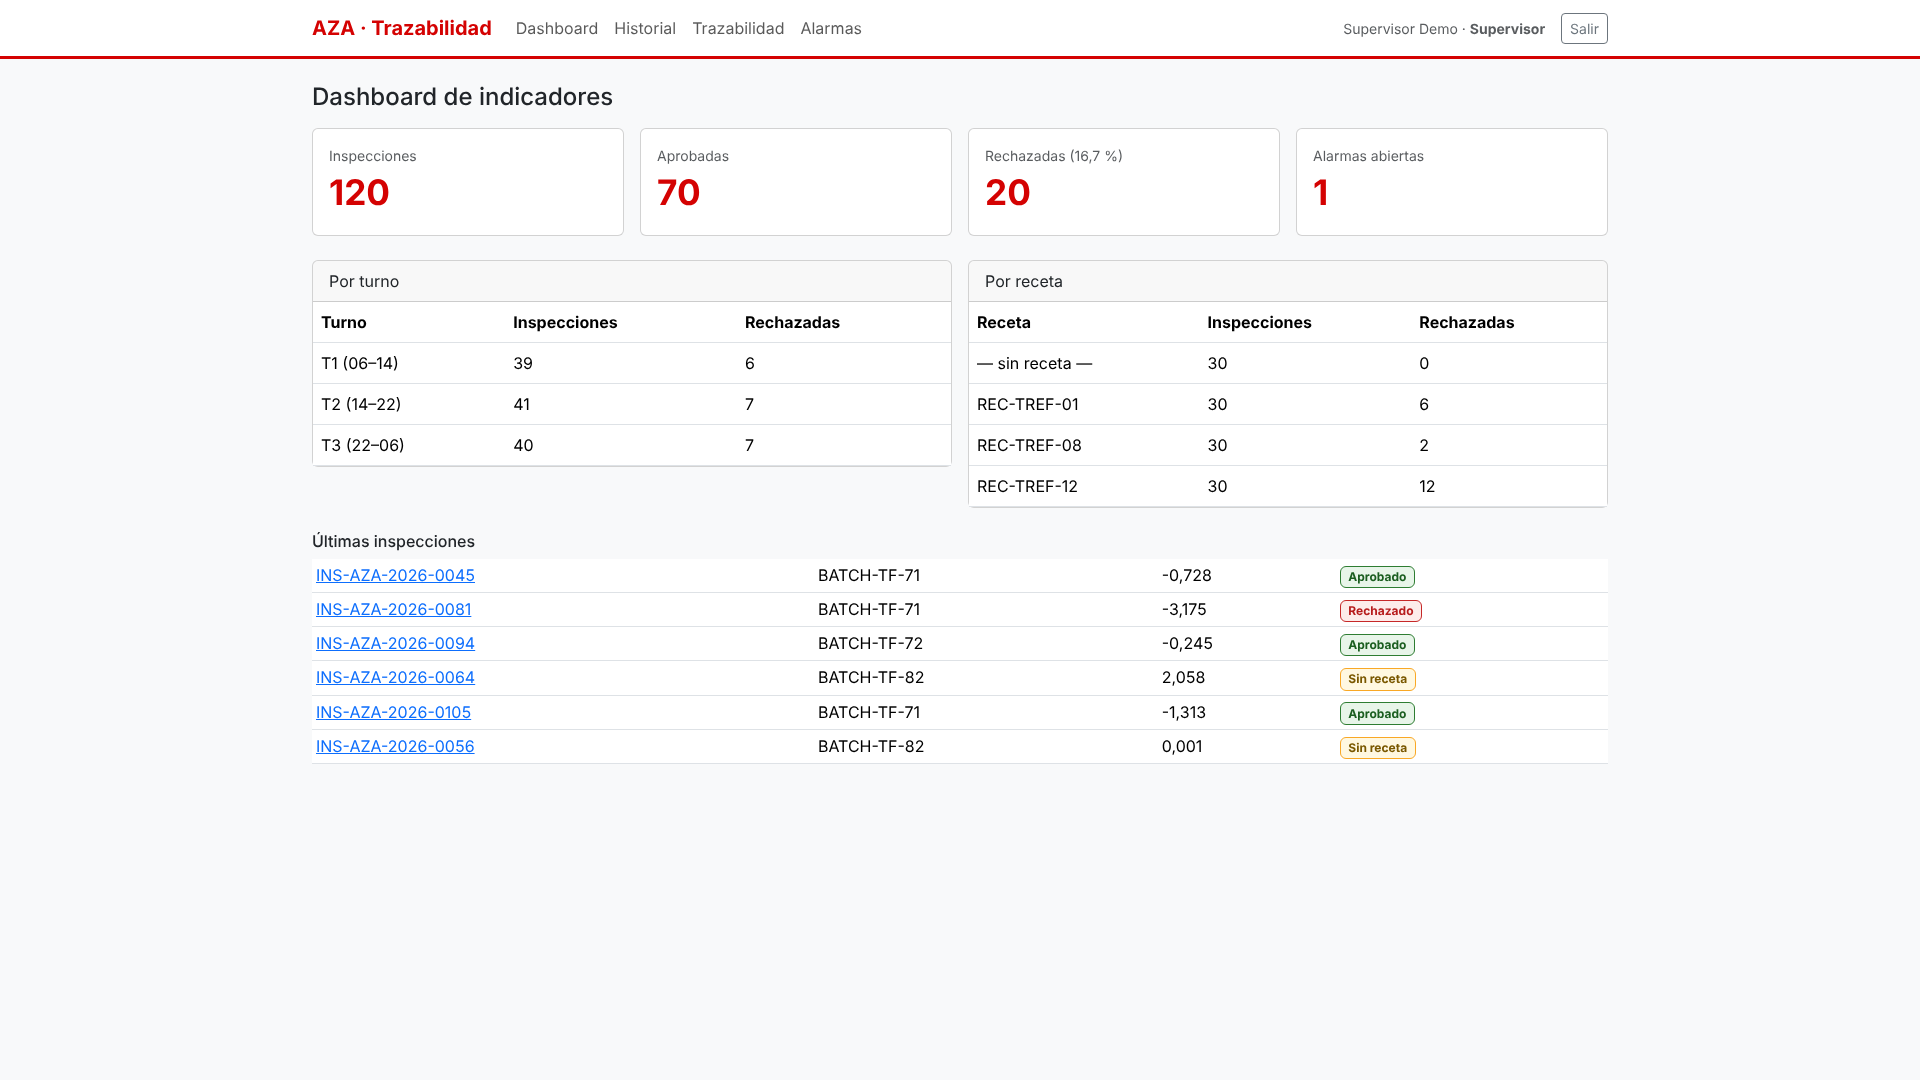 AZA · Trazabilidad Dashboard Historial Trazabilidad Alarmas Supervisor Demo · Supervisor Salir
Dashboard de indicadores
Inspecciones Aprobadas Rechazadas (16,7 %) Alarmas abiertas
120 70 20 1
Por turno
Turno Inspecciones Rechazadas
T1 (06–14) 39 6
T2 (14–22) 41 7
T3 (22–06) 40 7
Por receta
Receta Inspecciones Rechazadas
— sin receta — 30 0
REC-TREF-01 30 6
REC-TREF-08 30 2
REC-TREF-12 30 12
Últimas inspecciones
INS-AZA-2026-0045 BATCH-TF-71 -0,728 Aprobado
INS-AZA-2026-0081 BATCH-TF-71 -3,175 Rechazado
INS-AZA-2026-0094 BATCH-TF-72 -0,245 Aprobado
INS-AZA-2026-0064 BATCH-TF-82 2,058 Sin receta
INS-AZA-2026-0105 BATCH-TF-71 -1,313 Aprobado
INS-AZA-2026-0056 BATCH-TF-82 0,001 Sin receta